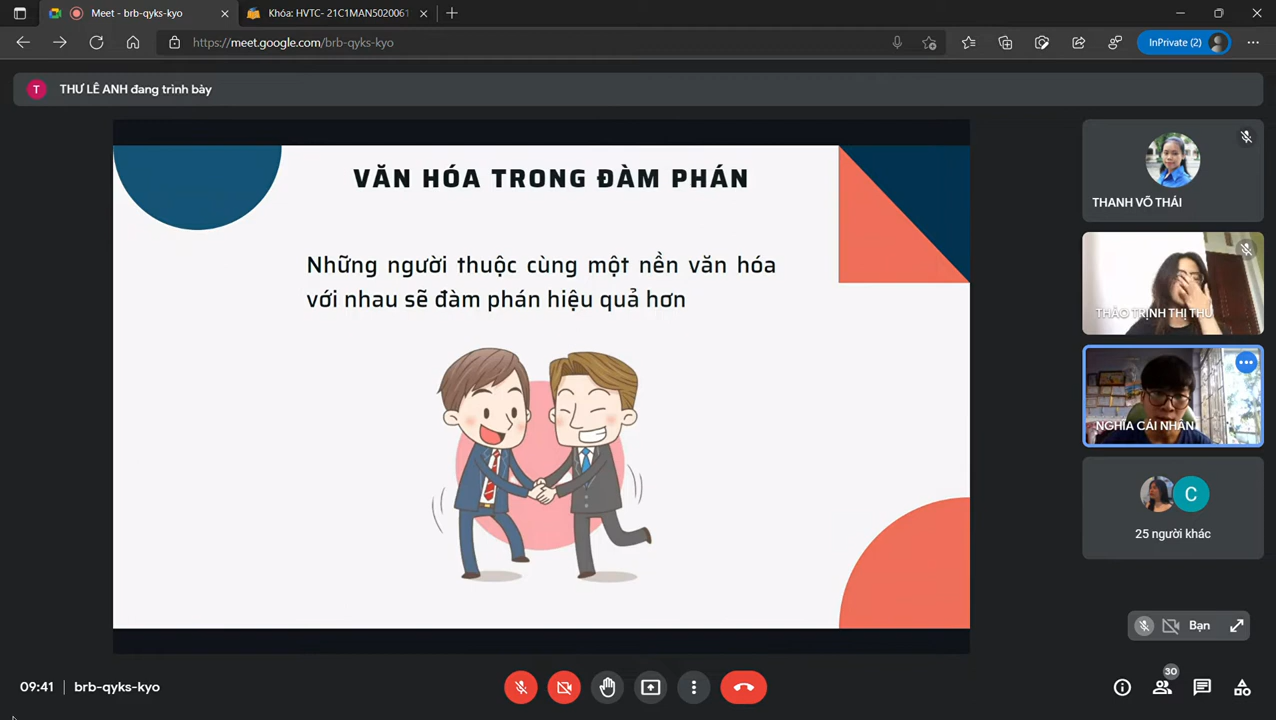 Meet - brb-qyks-kyo
Khóa: HVTC- 21C1MAN5020061
https://meet.google.com/brb-qyks-kyo
InPrivate (2)
T
THƯ LÊ ANH đang trình bày
VĂN HÓA TRONG ĐÀM PHÁN
Những người thuộc cùng một nền văn hóa
với nhau sẽ đàm phán hiệu quả hơn
THANH VÕ THÁI
THẢO TRỊNH THỊ THU
NGHĨA CÁI NHÂN
C
25 người khác
Bạn
09:41 | brb-qyks-kyo
30